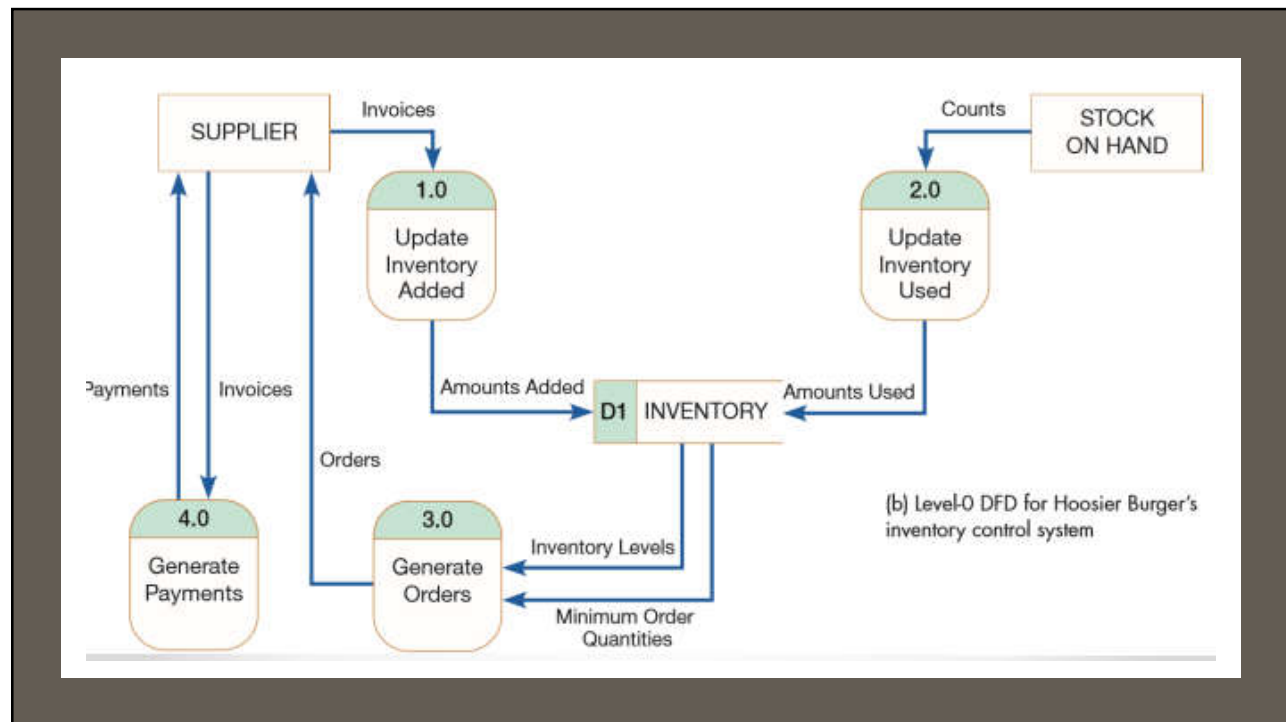 SUPPLIER
Invoices
Counts
STOCK
ON HAND
1.0
Update
Inventory
Added
2.0
Update
Inventory
Used
Payments
Invoices
Orders
Amounts Added
D1 INVENTORY
Amounts Used
4.0
Generate
Payments
3.0
Generate
Orders
Inventory Levels
Minimum Order
Quantities
(b) Level-0 DFD for Hoosier Burger's
inventory control system